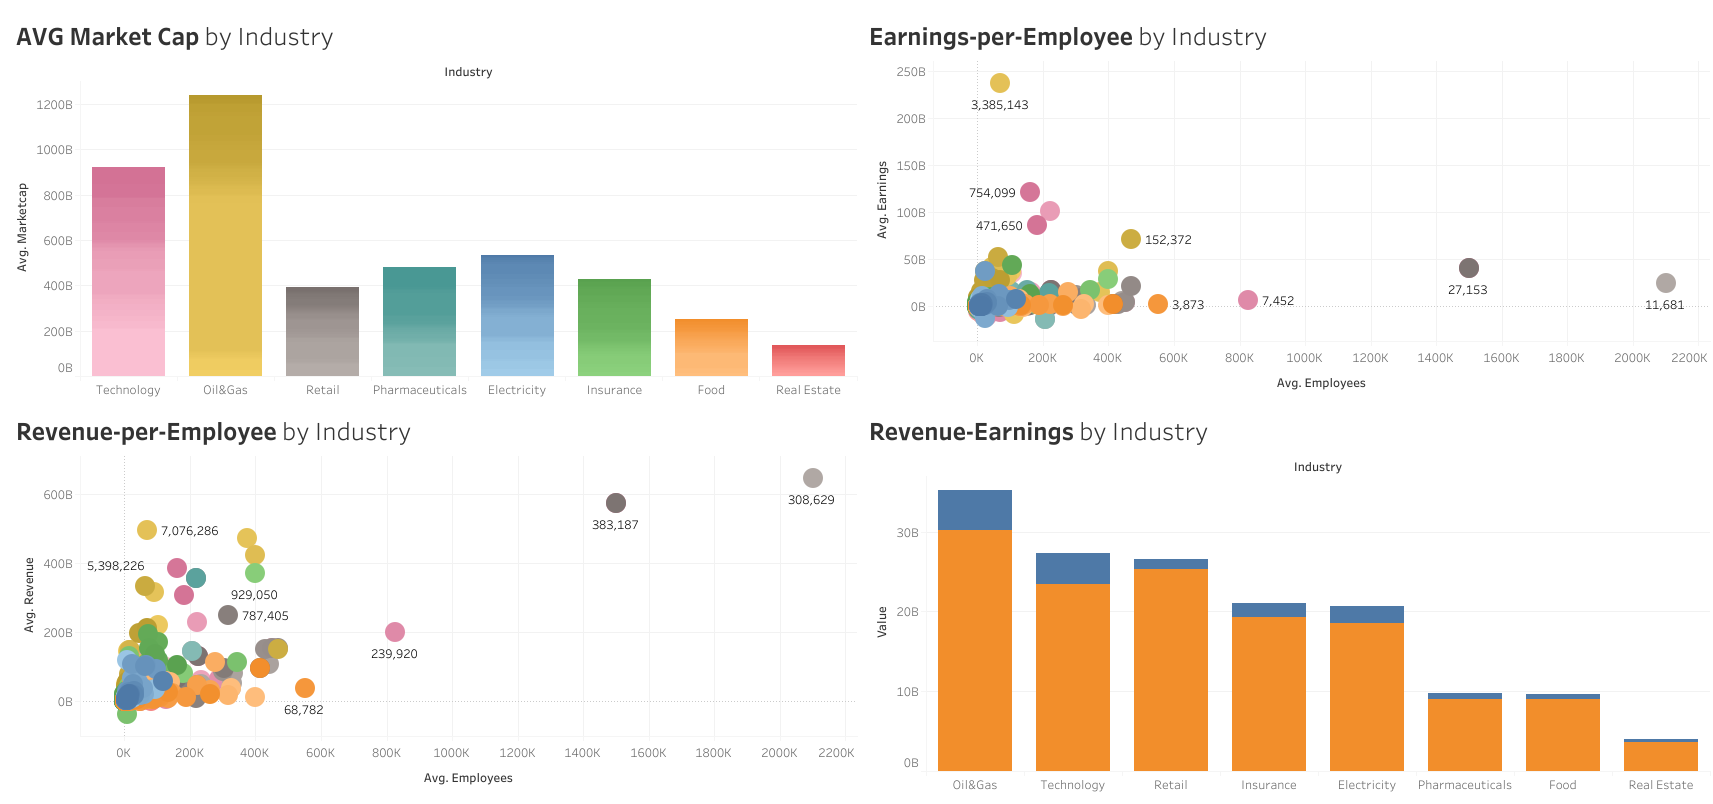 AVG Market Cap by Industry
Industry
Avg. Marketcap
1200B
1000B
800B
600B
400B
200B
0B
Technology Oil&Gas Retail Pharmaceuticals Electricity Insurance Food Real Estate
Earnings-per-Employee by Industry
Avg. Earnings
250B
200B
150B
100B
50B
0B
3,385,143
754,099
471,650
152,372
27,153
11,681
7,452
3,873
0K 200K 400K 600K 800K 1000K 1200K 1400K 1600K 1800K 2000K 2200K
Avg. Employees
Revenue-per-Employee by Industry
Avg. Revenue
600B
400B
200B
0B
308,629
383,187
7,076,286
5,398,226
929,050
787,405
239,920
68,782
0K 200K 400K 600K 800K 1000K 1200K 1400K 1600K 1800K 2000K 2200K
Avg. Employees
Revenue-Earnings by Industry
Industry
Value
30B
20B
10B
0B
Oil&Gas Technology Retail Insurance Electricity Pharmaceuticals Food Real Estate